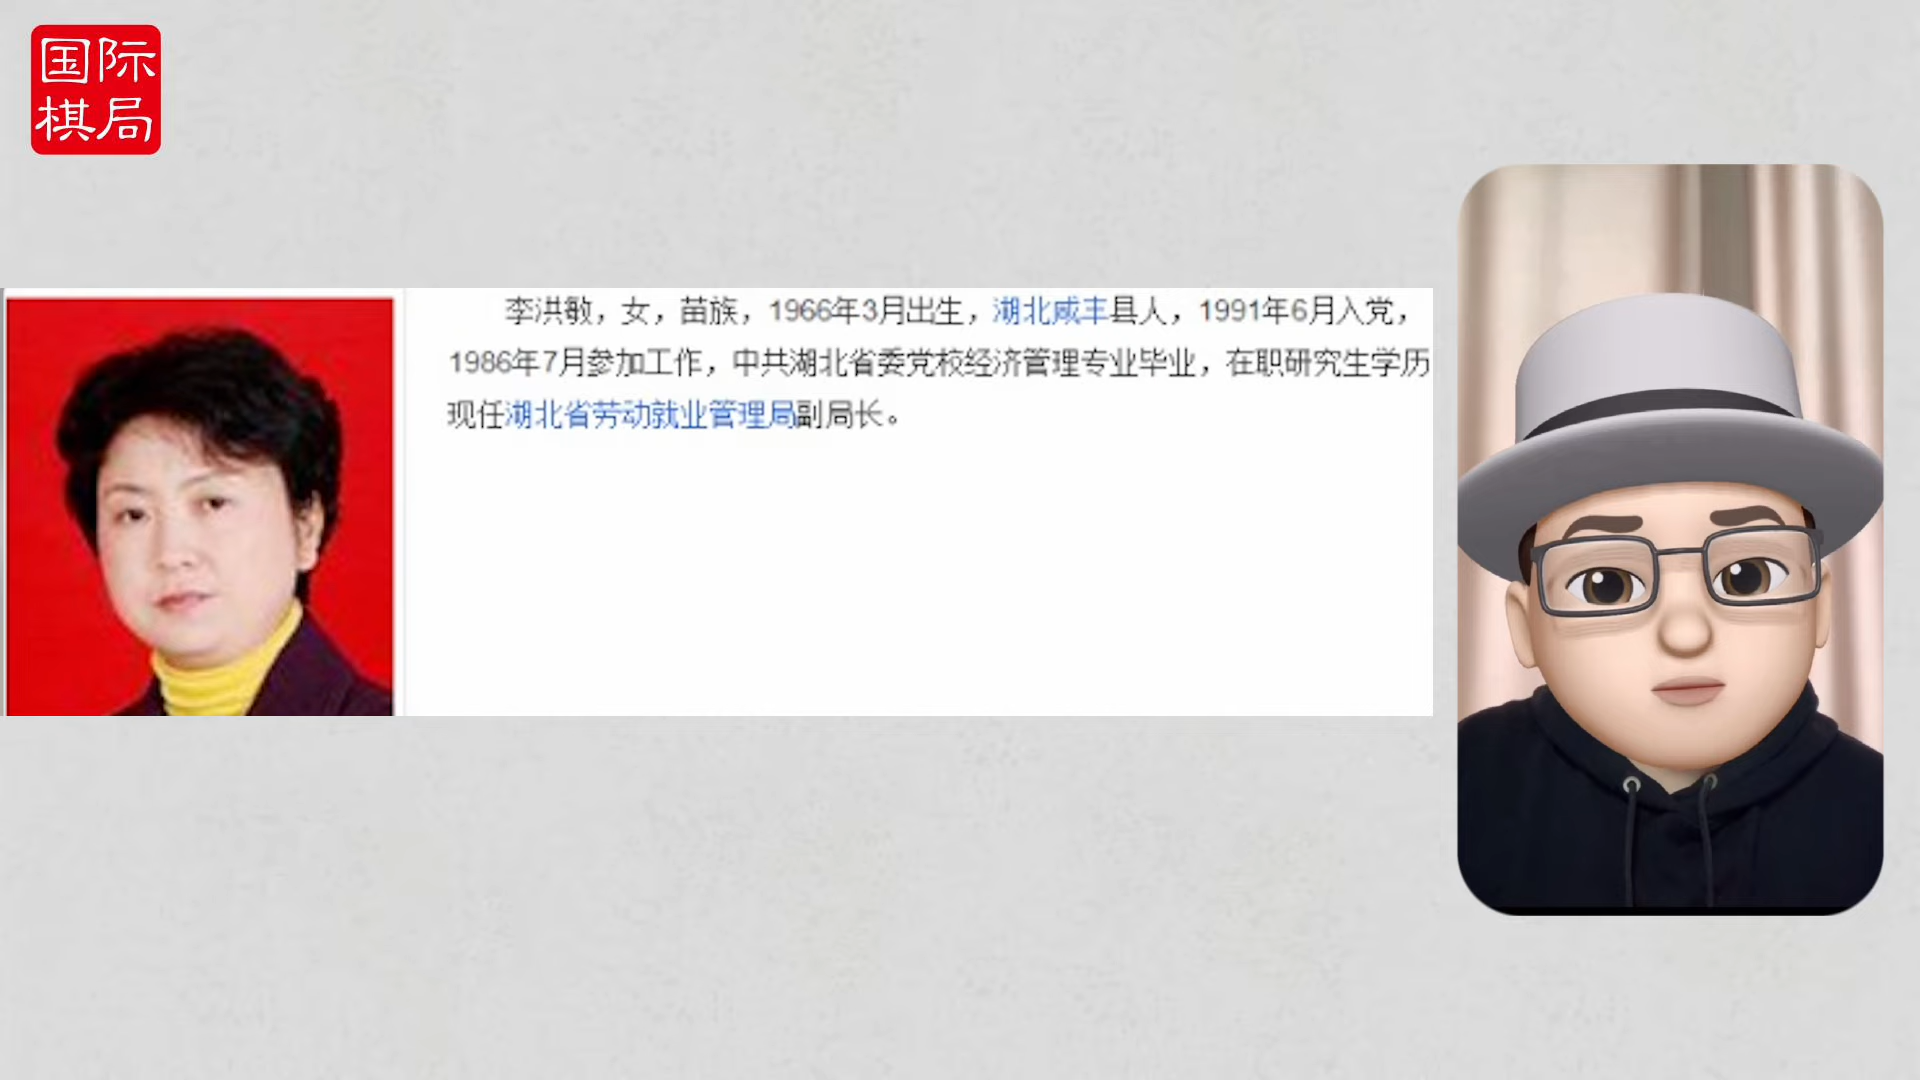 国际
棋局
李洪敏，女，苗族，1966年3月出生，湖北咸丰县人，1991年6月入党，
1986年7月参加工作，中共湖北省委党校经济管理专业毕业，在职研究生学历
现任湖北省劳动就业管理局副局长。